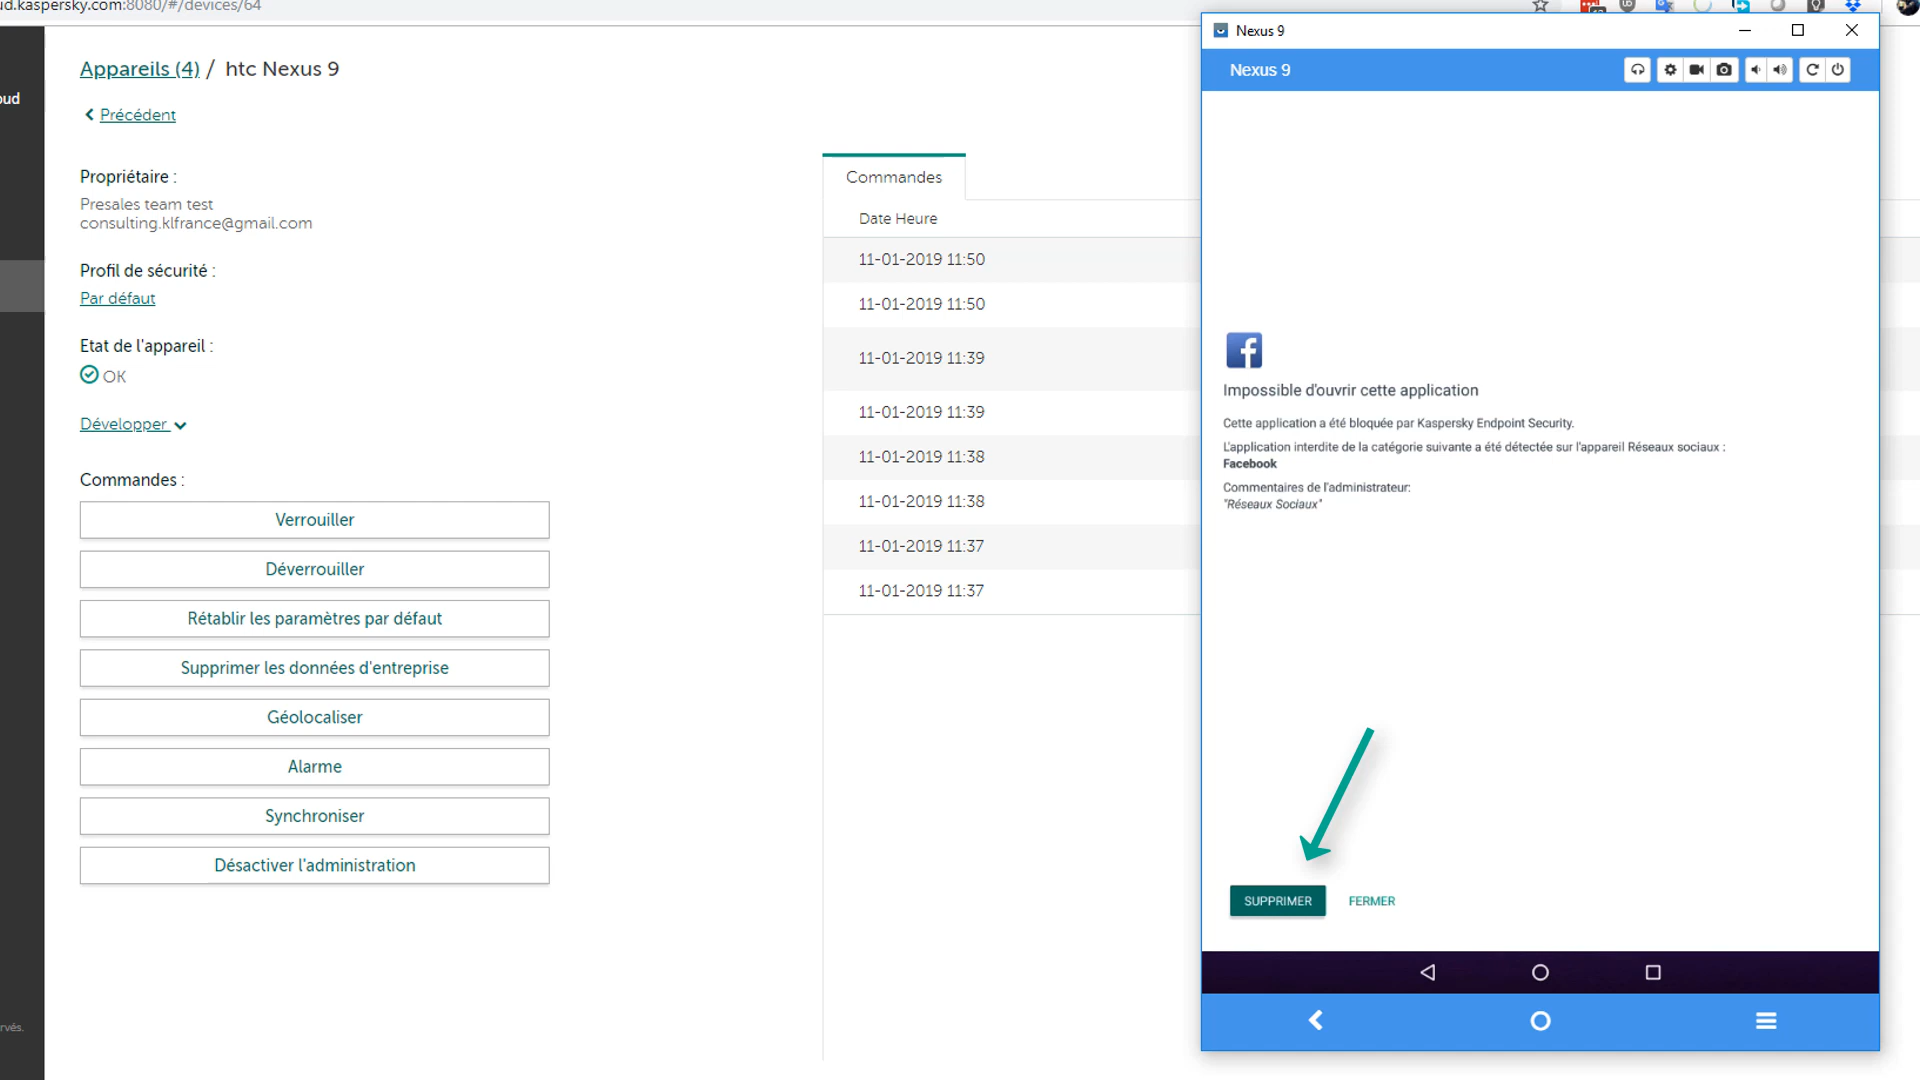 ud.kaspersky.com:8080/#/devices/64
oud
Appareils (4) / htc Nexus 9
Précédent
Propriétaire :
Presales team test
consulting.klfrance@gmail.com
Profil de sécurité :
Par défaut
Etat de l'appareil :
OK
Développer
Commandes :
Verrouiller
Déverrouiller
Rétablir les paramètres par défaut
Supprimer les données d'entreprise
Géolocaliser
Alarme
Synchroniser
Désactiver l'administration
rvés.
Commandes
Date Heure
11-01-2019 11:50
11-01-2019 11:50
11-01-2019 11:39
11-01-2019 11:39
11-01-2019 11:38
11-01-2019 11:38
11-01-2019 11:37
11-01-2019 11:37
Nexus 9
Nexus 9
Impossible d'ouvrir cette application
Cette application a été bloquée par Kaspersky Endpoint Security.
L'application interdite de la catégorie suivante a été détectée sur l'appareil Réseaux sociaux :
Facebook
Commentaires de l'administrateur:
"Réseaux Sociaux"
SUPPRIMER FERMER